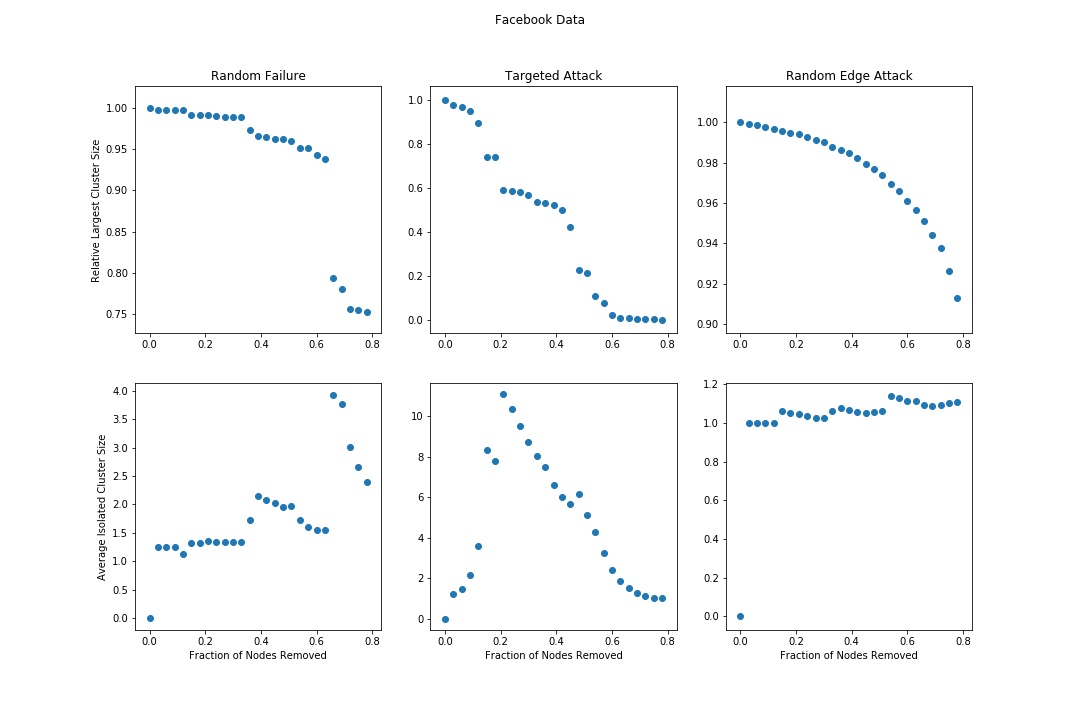 Facebook Data
Random Failure
Targeted Attack
Random Edge Attack
Relative Largest Cluster Size
1.00
0.95
0.90
0.85
0.80
0.75
0.0 0.2 0.4 0.6 0.8
1.0
0.8
0.6
0.4
0.2
0.0
0.0 0.2 0.4 0.6 0.8
1.00
0.98
0.96
0.94
0.92
0.90
0.0 0.2 0.4 0.6 0.8
Average Isolated Cluster Size
4.0
3.5
3.0
2.5
2.0
1.5
1.0
0.5
0.0
0.0 0.2 0.4 0.6 0.8
Fraction of Nodes Removed
10
8
6
4
2
0
0.0 0.2 0.4 0.6 0.8
Fraction of Nodes Removed
1.2
1.0
0.8
0.6
0.4
0.2
0.0
0.0 0.2 0.4 0.6 0.8
Fraction of Nodes Removed